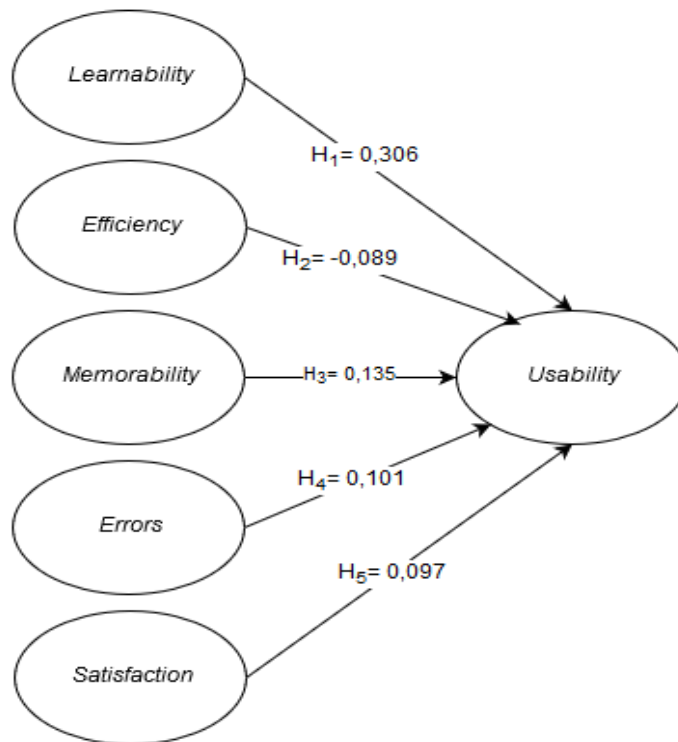 Learnability
H₁= 0,306
Efficiency
H₂= -0,089
Memorability
H₃= 0,135
Usability
Errors
H₄= 0,101
H₅= 0,097
Satisfaction